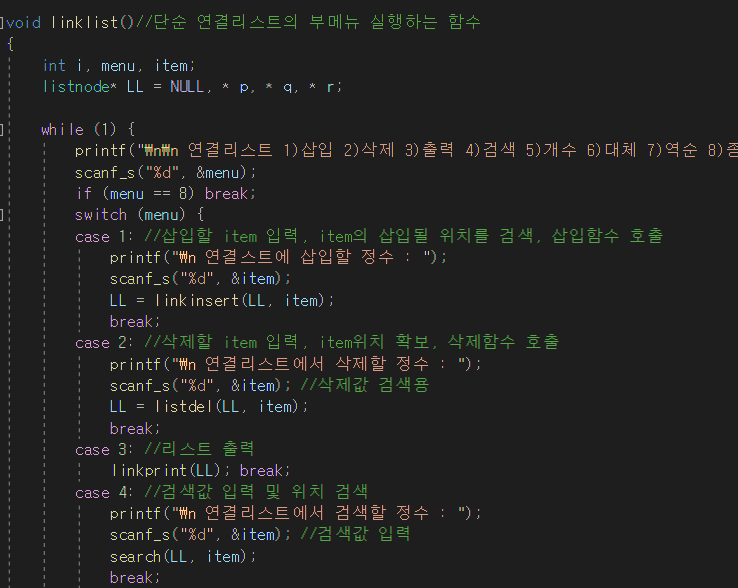 void linklist()//단순 연결리스트의 부메뉴 실행하는 함수
{
int i, menu, item;
listnode* LL = NULL, * p, * q, * r;
while (1) {
printf("₩n₩n 연결리스트 1)삽입 2)삭제 3)출력 4)검색 5)개수 6)대체 7)역순 8)종
scanf_s("%d", &menu);
if (menu == 8) break;
switch (menu) {
case 1: //삽입할 item 입력, item의 삽입될 위치를 검색, 삽입함수 호출
printf("₩n 연결스트에 삽입할 정수 : ");
scanf_s("%d", &item);
LL = linkinsert(LL, item);
break;
case 2: //삭제할 item 입력, item위치 확보, 삭제함수 호출
printf("₩n 연결리스트에서 삭제할 정수 : ");
scanf_s("%d", &item); //삭제값 검색용
LL = listdel(LL, item);
break;
case 3: //리스트 출력
linkprint(LL); break;
case 4: //검색값 입력 및 위치 검색
printf("₩n 연결리스트에서 검색할 정수 : ");
scanf_s("%d", &item); //검색값 입력
search(LL, item);
break;